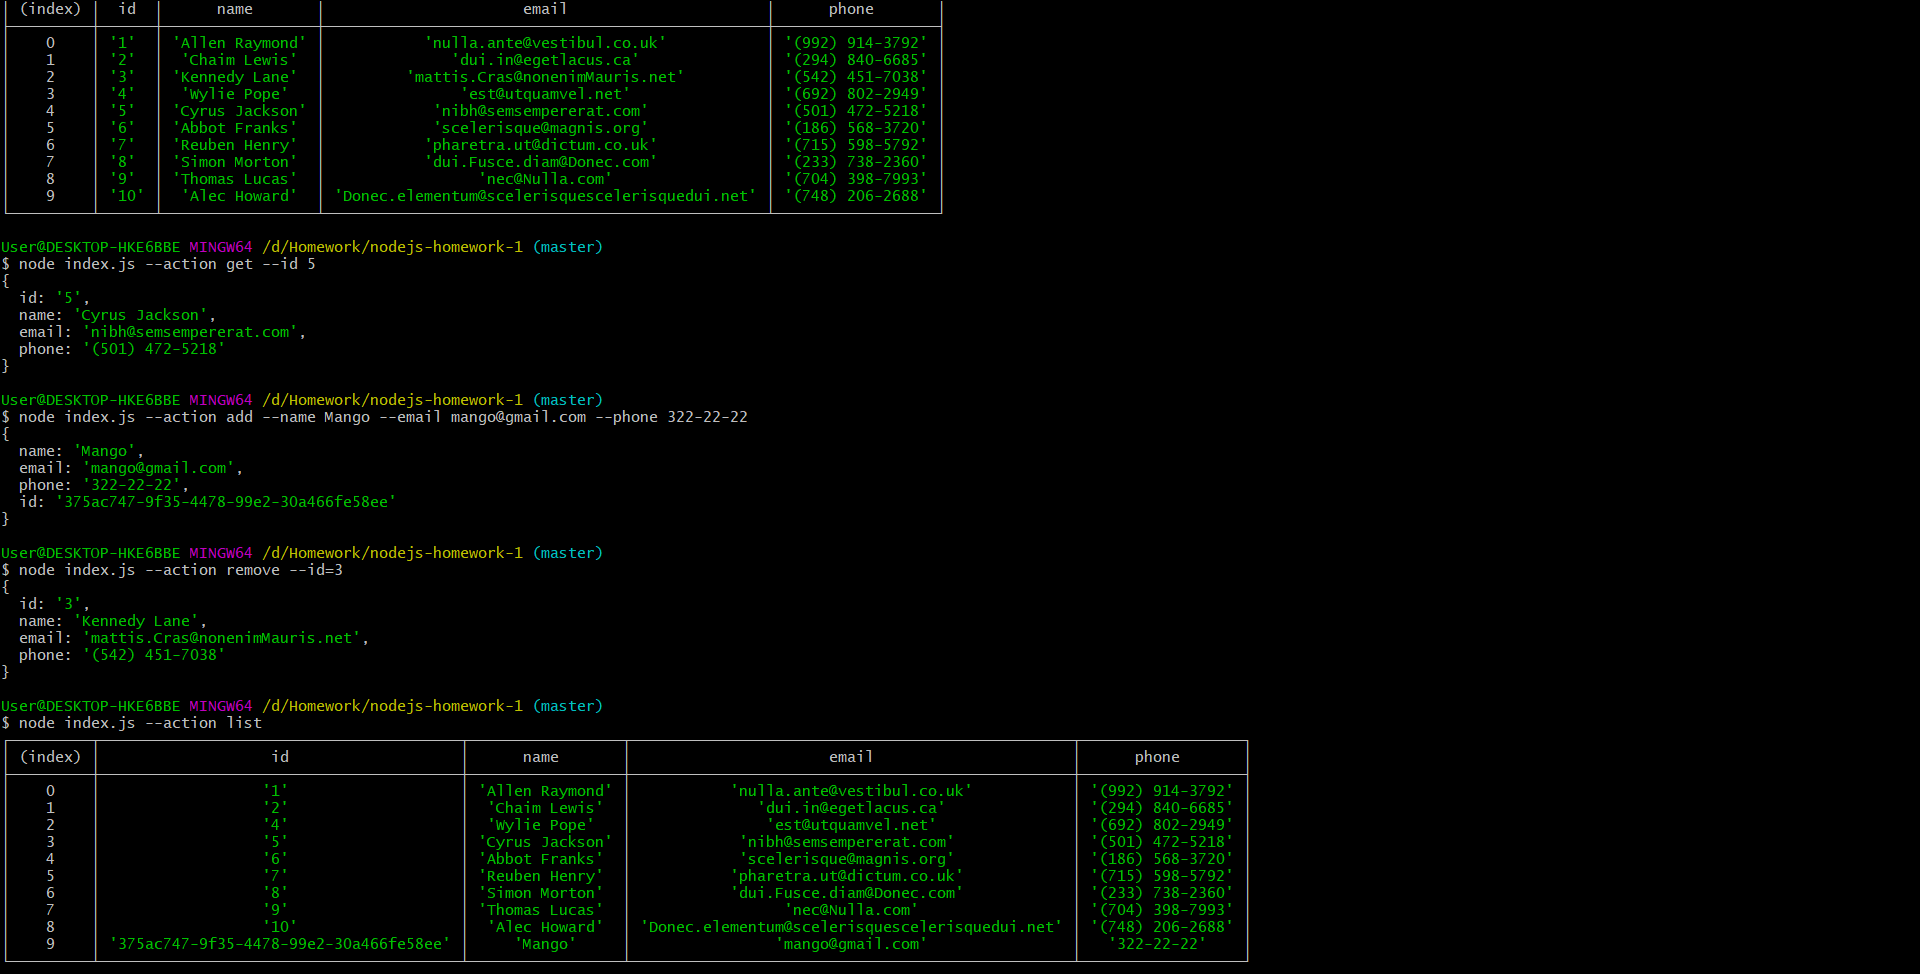 (index) id name email phone
0 '1' 'Allen Raymond' 'nulla.ante@vestibul.co.uk' '(992) 914-3792'
1 '2' 'Chaim Lewis' 'dui.in@egetlacus.ca' '(294) 840-6685'
2 '3' 'Kennedy Lane' 'mattis.Cras@nonenimMauris.net' '(542) 451-7038'
3 '4' 'Wylie Pope' 'est@utquamvel.net' '(692) 802-2949'
4 '5' 'Cyrus Jackson' 'nibh@semsempererat.com' '(501) 472-5218'
5 '6' 'Abbot Franks' 'scelerisque@magnis.org' '(186) 568-3720'
6 '7' 'Reuben Henry' 'pharetra.ut@dictum.co.uk' '(715) 598-5792'
7 '8' 'Simon Morton' 'dui.Fusce.diam@Donec.com' '(233) 738-2360'
8 '9' 'Thomas Lucas' 'nec@Nulla.com' '(704) 398-7993'
9 '10' 'Alec Howard' 'Donec.elementum@scelerisquescelerisquedui.net' '(748) 206-2688'
User@DESKTOP-HKE6BBE MINGW64 /d/Homework/nodejs-homework-1 (master)
$ node index.js --action get --id 5
{
id: '5',
name: 'Cyrus Jackson',
email: 'nibh@semsempererat.com',
phone: '(501) 472-5218'
}
User@DESKTOP-HKE6BBE MINGW64 /d/Homework/nodejs-homework-1 (master)
$ node index.js --action add --name Mango --email mango@gmail.com --phone 322-22-22
{
name: 'Mango',
email: 'mango@gmail.com',
phone: '322-22-22',
id: '375ac747-9f35-4478-99e2-30a466fe58ee'
}
User@DESKTOP-HKE6BBE MINGW64 /d/Homework/nodejs-homework-1 (master)
$ node index.js --action remove --id=3
{
id: '3',
name: 'Kennedy Lane',
email: 'mattis.Cras@nonenimMauris.net',
phone: '(542) 451-7038'
}
User@DESKTOP-HKE6BBE MINGW64 /d/Homework/nodejs-homework-1 (master)
$ node index.js --action list
(index) id name email phone
0 '1' 'Allen Raymond' 'nulla.ante@vestibul.co.uk' '(992) 914-3792'
1 '2' 'Chaim Lewis' 'dui.in@egetlacus.ca' '(294) 840-6685'
2 '4' 'Wylie Pope' 'est@utquamvel.net' '(692) 802-2949'
3 '5' 'Cyrus Jackson' 'nibh@semsempererat.com' '(501) 472-5218'
4 '6' 'Abbot Franks' 'scelerisque@magnis.org' '(186) 568-3720'
5 '7' 'Reuben Henry' 'pharetra.ut@dictum.co.uk' '(715) 598-5792'
6 '8' 'Simon Morton' 'dui.Fusce.diam@Donec.com' '(233) 738-2360'
7 '9' 'Thomas Lucas' 'nec@Nulla.com' '(704) 398-7993'
8 '10' 'Alec Howard' 'Donec.elementum@scelerisquescelerisquedui.net' '(748) 206-2688'
9 '375ac747-9f35-4478-99e2-30a466fe58ee' 'Mango' 'mango@gmail.com' '322-22-22'